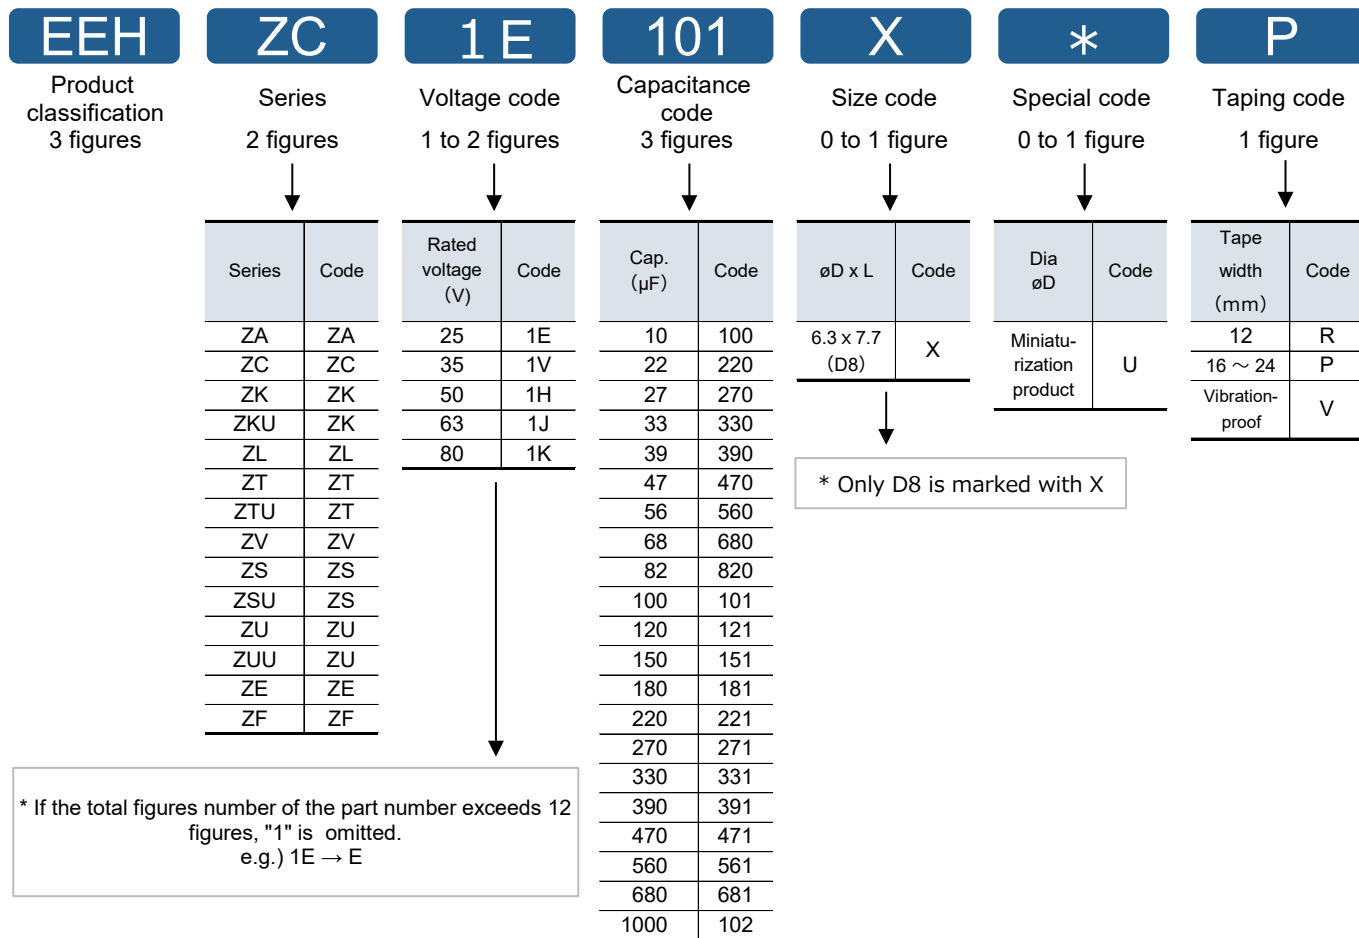 EEH ZC 1E 101 X * P
Product classification 3 figures
Series
2 figures
Voltage code
1 to 2 figures
Capacitance code
3 figures
Size code
0 to 1 figure
Special code
0 to 1 figure
Taping code
1 figure
Series Code
ZA ZA
ZC ZC
ZK ZK
ZKU ZK
ZL ZL
ZT ZT
ZTU ZT
ZV ZV
ZS ZS
ZSU ZS
ZU ZU
ZUU ZU
ZE ZE
ZF ZF
Rated voltage (V) Code
25 1E
35 1V
50 1H
63 1J
80 1K
* If the total figures number of the part number exceeds 12
figures, "1" is omitted.
e.g.) 1E → E
Cap. (µF) Code
10 100
22 220
27 270
33 330
39 390
47 470
56 560
68 680
82 820
100 101
120 121
150 151
180 181
220 221
270 271
330 331
390 391
470 471
560 561
680 681
1000 102
øD x L Code
6.3 x 7.7 (D8) X
* Only D8 is marked with X
Dia øD Code
Miniatu-
rization
product U
Tape width (mm) Code
12 R
16 ～ 24 P
Vibration-
proof V